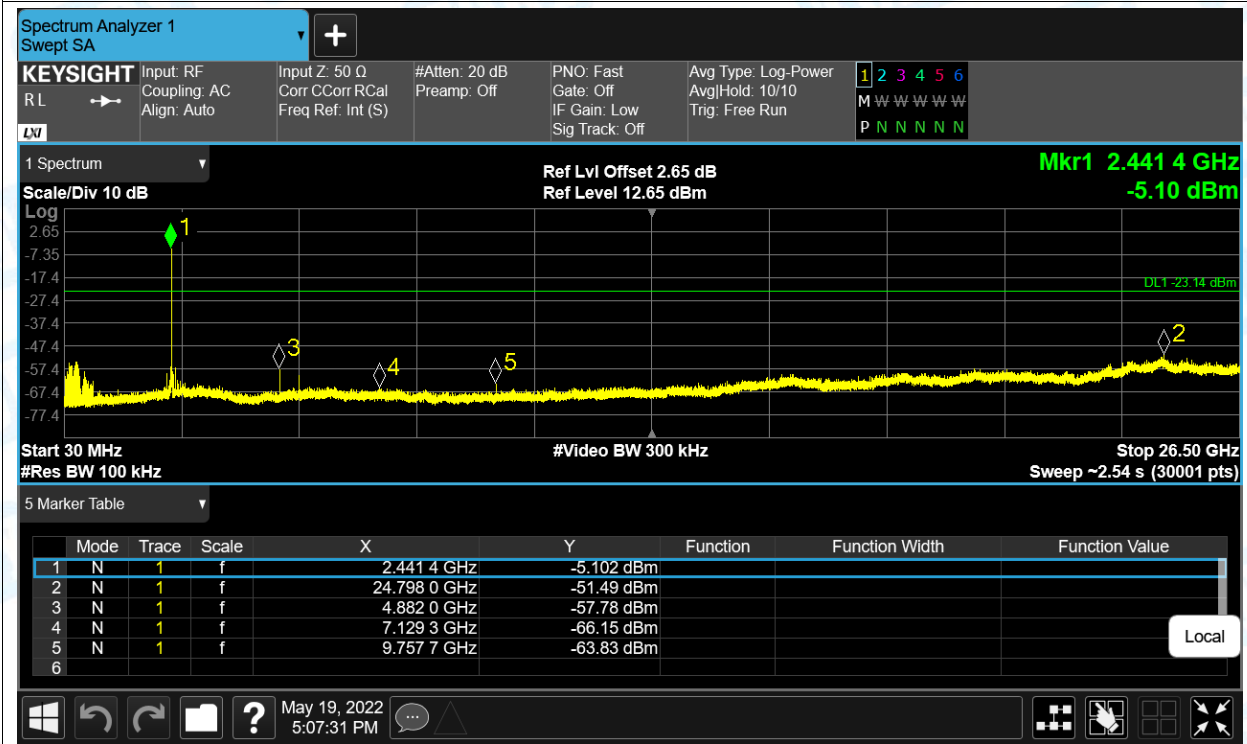 Spectrum Analyzer 1
Swept SA
KEYSIGHT
R L
LXI
Input: RF
Coupling: AC
Align: Auto
Input Z: 50 Ω
Corr CCorr RCal
Freq Ref: Int (S)
#Atten: 20 dB
Preamp: Off
PNO: Fast
Gate: Off
IF Gain: Low
Sig Track: Off
Avg Type: Log-Power
Avg|Hold: 10/10
Trig: Free Run
1 2 3 4 5 6
M W W W W W W
P N N N N N N
1 Spectrum
Scale/Div 10 dB
Ref Lvl Offset 2.65 dB
Ref Level 12.65 dBm
Mkr1 2.441 4 GHz
-5.10 dBm
Log
2.65
-7.35
-17.4
-27.4
-37.4
-47.4
-57.4
-67.4
-77.4
1
DL1 -23.14 dBm
2
3
4
5
Start 30 MHz
#Video BW 300 kHz
Stop 26.50 GHz
#Res BW 100 kHz
Sweep ~2.54 s (30001 pts)
5 Marker Table
Mode Trace Scale X Y Function Function Width Function Value
1 N 1 f 2.441 4 GHz -5.102 dBm
2 N 1 f 24.798 0 GHz -51.49 dBm
3 N 1 f 4.882 0 GHz -57.78 dBm
4 N 1 f 7.129 3 GHz -66.15 dBm
5 N 1 f 9.757 7 GHz -63.83 dBm
6
Local
?
May 19, 2022
5:07:31 PM